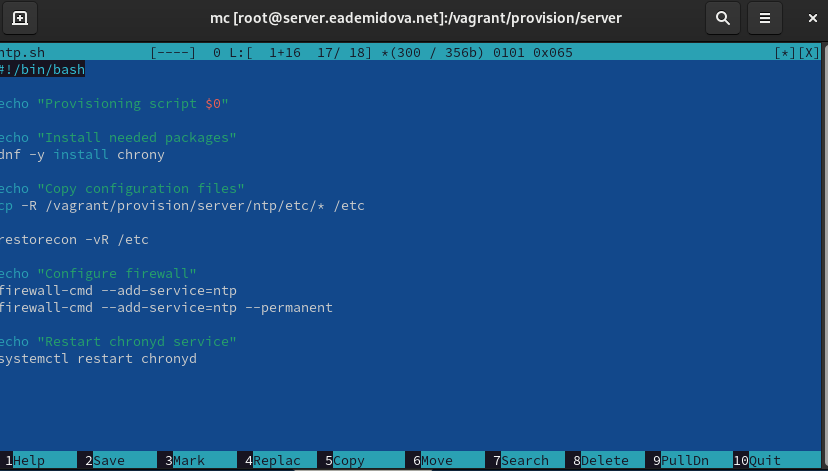 mc [root@server.eademidova.net]:/vagrant/provision/server
ntp.sh [----] 0 L:[ 1+16 17/ 18] *(300 / 356b) 0101 0x065 [*][X]
#!/bin/bash
echo "Provisioning script $0"
echo "Install needed packages"
dnf -y install chrony
echo "Copy configuration files"
cp -R /vagrant/provision/server/ntp/etc/* /etc
restorecon -vR /etc
echo "Configure firewall"
firewall-cmd --add-service=ntp
firewall-cmd --add-service=ntp --permanent
echo "Restart chronyd service"
systemctl restart chronyd
1Help 2Save 3Mark 4Replac 5Copy 6Move 7Search 8Delete 9PullDn 10Quit